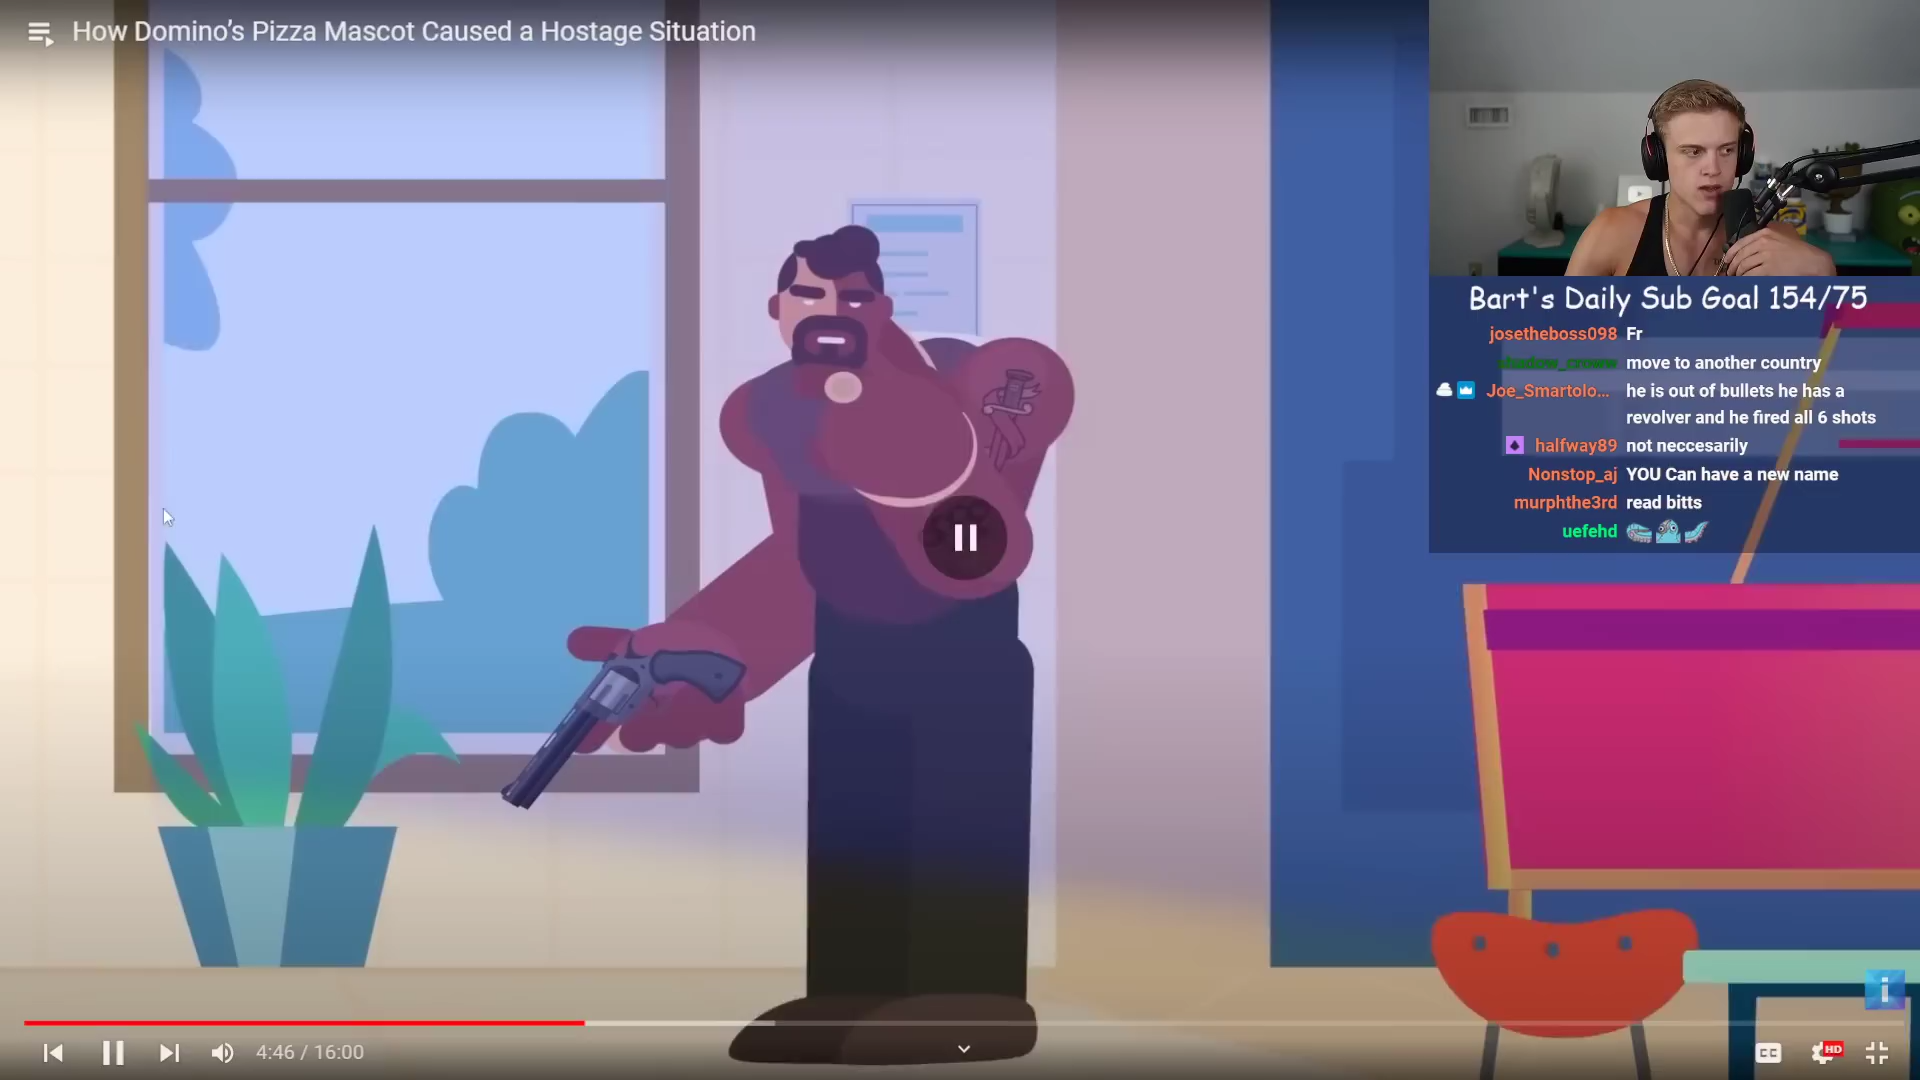 How Domino’s Pizza Mascot Caused a Hostage Situation
Bart's Daily Sub Goal 154/75
josetheboss098 Fr
move to another country
Joe_Smartolo... he is out of bullets he has a
revolver and he fired all 6 shots
halfway89 not neccesarily
Nonstop_aj YOU Can have a new name
murphthe3rd read bitts
uefehd
4:46 / 16:00
CC
HD
i